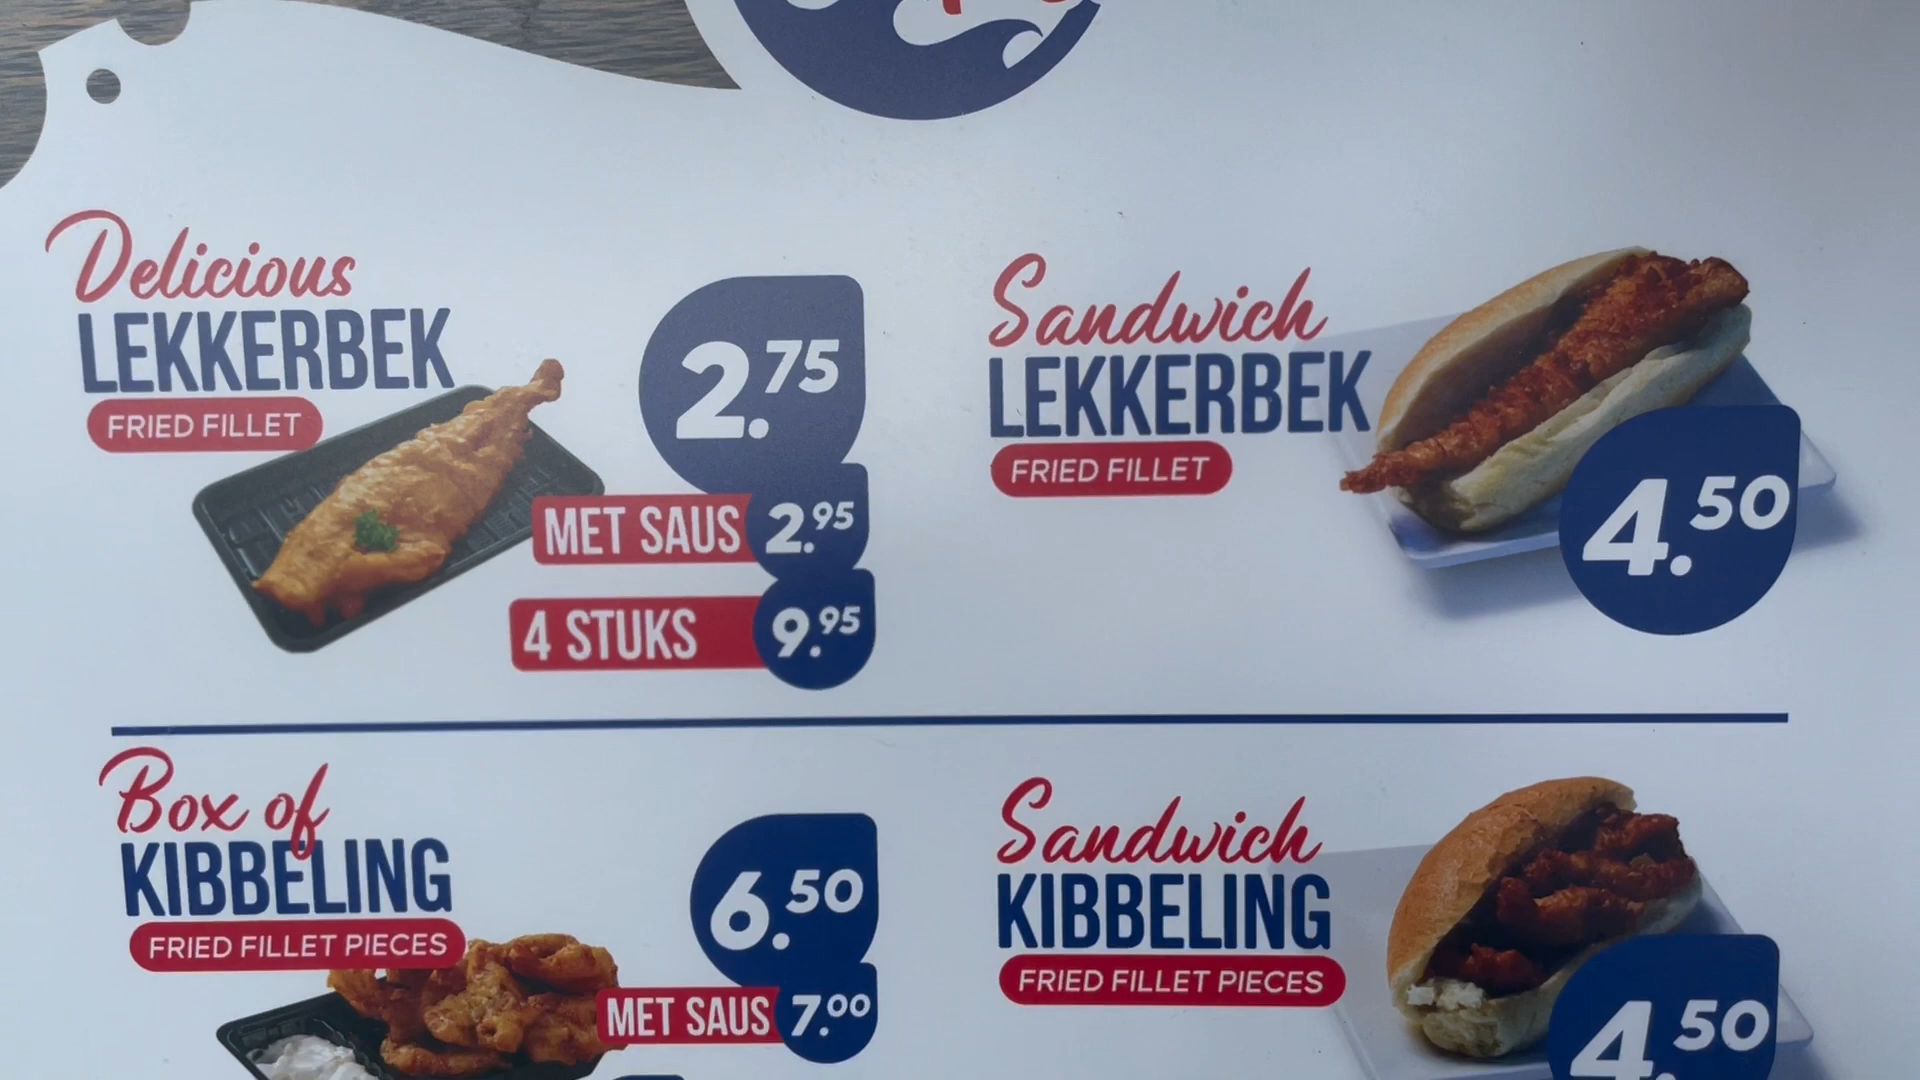 Delicious
LEKKERBEK
FRIED FILLET
2.75
MET SAUS 2.95
4 STUKS 9.95
Sandwich
LEKKERBEK
FRIED FILLET
4.50
Box of
KIBBELING
FRIED FILLET PIECES
6.50
MET SAUS 7.00
Sandwich
KIBBELING
FRIED FILLET PIECES
4.50